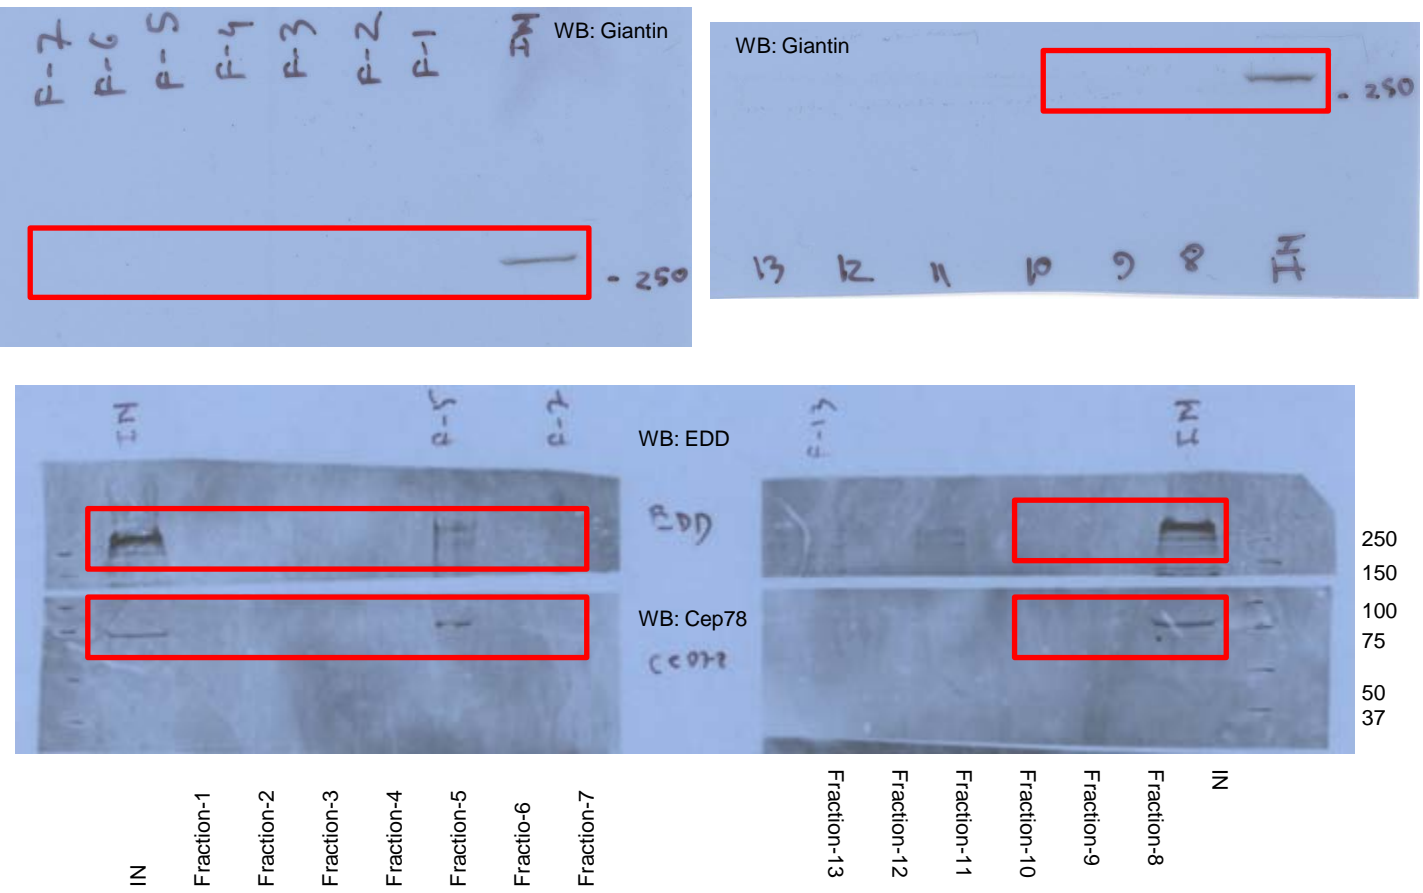 F-7 F-6 F-5 F-4 F-3 F-2 F-1 IN
WB: Giantin
- 250
WB: Giantin
- 250
13 12 11 10 9 8 IN
IN F-5 F-7
WB: EDD
EDD
F-13 IN
WB: Cep78
250
150
100
75
50
37
IN
Fraction-1
Fraction-2
Fraction-3
Fraction-4
Fraction-5
Fractio-6
Fraction-7
Fraction-13
Fraction-12
Fraction-11
Fraction-10
Fraction-9
Fraction-8
IN